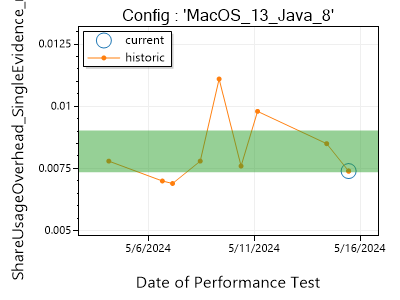 Config : 'MacOS_13_Java_8'
current
historic
0.0125
0.01
0.0075
0.005
ShareUsageOverhead_SingleEvidence_
5/6/2024
5/11/2024
5/16/2024
Date of Performance Test